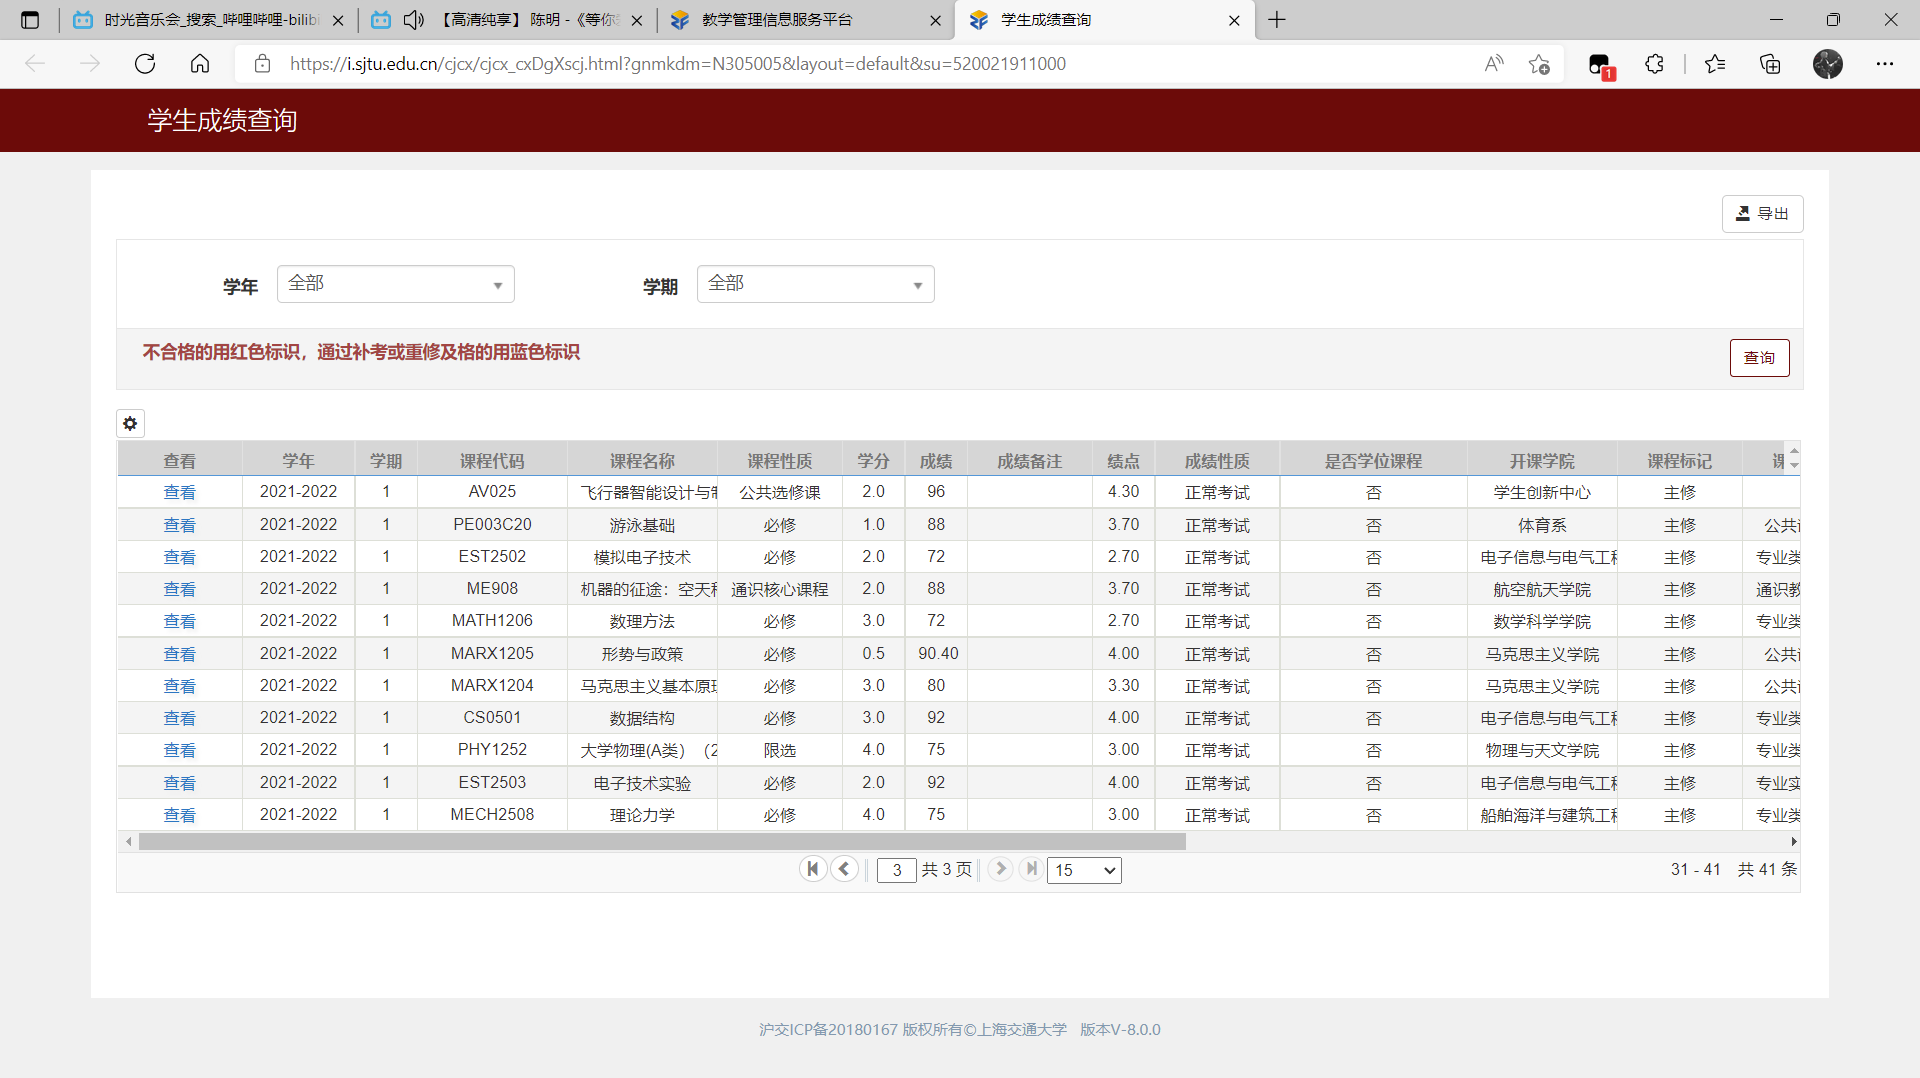 时光音乐会_搜索_哔哩哔哩-bilibi
【高清纯享】 陈明 -《等你
教学管理信息服务平台
学生成绩查询
https://i.sjtu.edu.cn/cjcx/cjcx_cxDgXscj.html?gnmkdm=N305005&layout=default&su=520021911000
1
学生成绩查询
导出
学年 全部 学期 全部
不合格的用红色标识，通过补考或重修及格的用蓝色标识
查询
查看 学年 学期 课程代码 课程名称 课程性质 学分 成绩 成绩备注 绩点 成绩性质 是否学位课程 开课学院 课程标记
查看 2021-2022 1 AV025 飞行器智能设计与 公共选修课 2.0 96 4.30 正常考试 否 学生创新中心 主修
查看 2021-2022 1 PE003C20 游泳基础 必修 1.0 88 3.70 正常考试 否 体育系 主修 公共
查看 2021-2022 1 EST2502 模拟电子技术 必修 2.0 72 2.70 正常考试 否 电子信息与电气工 主修 专业类
查看 2021-2022 1 ME908 机器的征途：空天 通识核心课程 2.0 88 3.70 正常考试 否 航空航天学院 主修 通识教
查看 2021-2022 1 MATH1206 数理方法 必修 3.0 72 2.70 正常考试 否 数学科学学院 主修 专业类
查看 2021-2022 1 MARX1205 形势与政策 必修 0.5 90.40 4.00 正常考试 否 马克思主义学院 主修 公共
查看 2021-2022 1 MARX1204 马克思主义基本原 必修 3.0 80 3.30 正常考试 否 马克思主义学院 主修 公共
查看 2021-2022 1 CS0501 数据结构 必修 3.0 92 4.00 正常考试 否 电子信息与电气工 主修 专业类
查看 2021-2022 1 PHY1252 大学物理(A类）（2 限选 4.0 75 3.00 正常考试 否 物理与天文学院 主修 专业类
查看 2021-2022 1 EST2503 电子技术实验 必修 2.0 92 4.00 正常考试 否 电子信息与电气工 主修 专业实
查看 2021-2022 1 MECH2508 理论力学 必修 4.0 75 3.00 正常考试 否 船舶海洋与建筑工 主修 专业类
3 共 3 页 15 31 - 41 共 41 条
沪交ICP备20180167 版权所有©上海交通大学 版本V-8.0.0